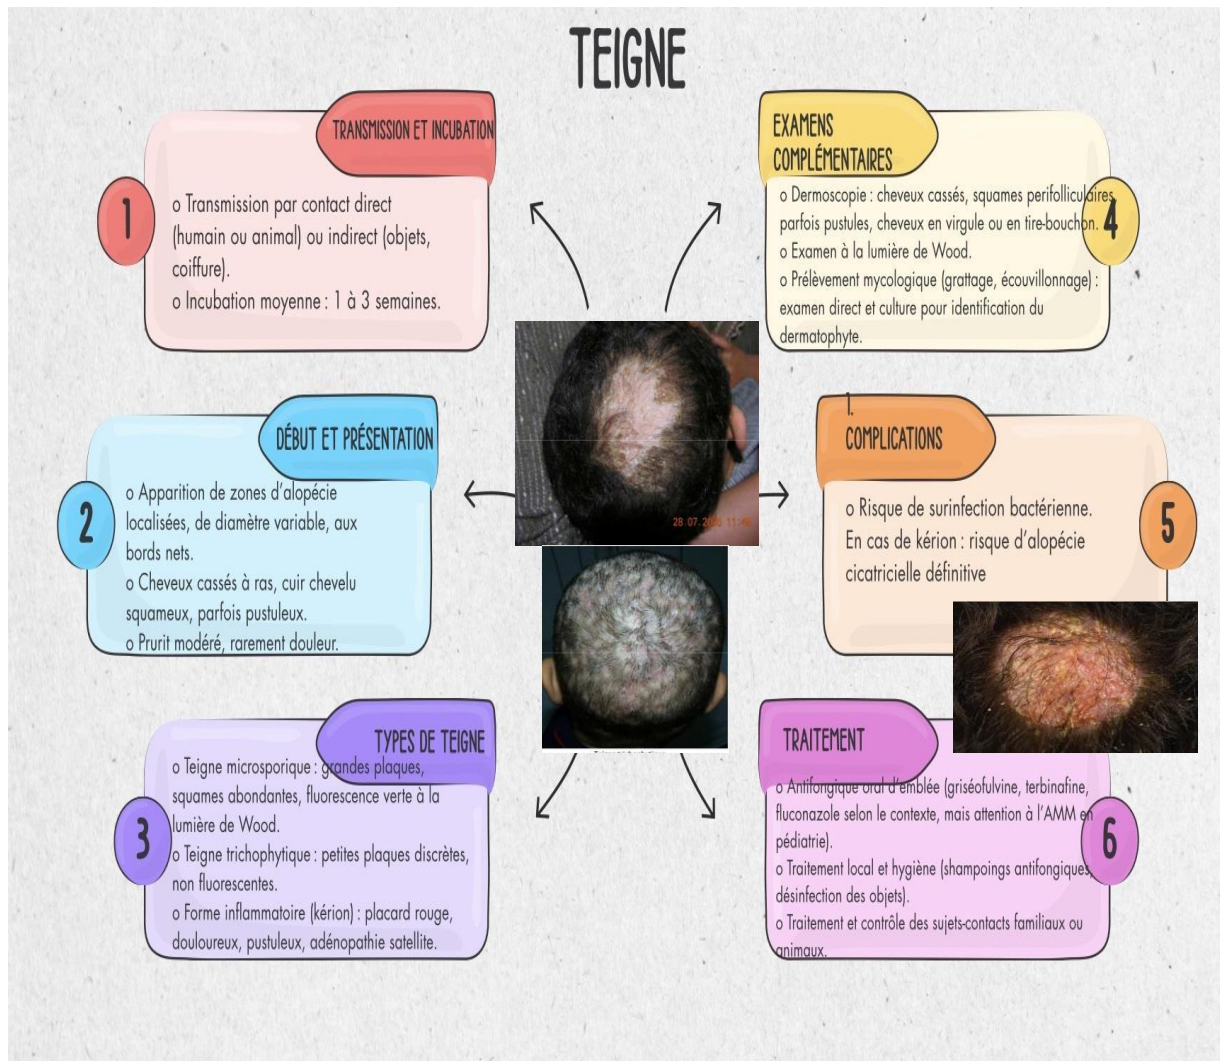 TEIGNE
TRANSMISSION ET INCUBATION
1
o Transmission par contact direct
(humain ou animal) ou indirect (objets,
coiffure).
o Incubation moyenne : 1 à 3 semaines.
DÉBUT ET PRÉSENTATION
2
o Apparition de zones d'alopécie
localisées, de diamètre variable, aux
bords nets.
o Cheveux cassés à ras, cuir chevelu
squameux, parfois pustuleux.
o Prurit modéré, rarement douleur.
TYPES DE TEIGNE
3
o Teigne microsporique : grandes plaques,
squames abondantes, fluorescence verte à la
lumière de Wood.
o Teigne trichophytique : petites plaques discrètes,
non fluorescentes.
o Forme inflammatoire (kérion) : placard rouge,
douloureux, pustuleux, adénopathie satellite.
EXAMENS
COMPLÉMENTAIRES
4
o Dermoscopie : cheveux cassés, squames perifolliculaires,
parfois pustules, cheveux en virgule ou en tire-bouchon.
o Examen à la lumière de Wood.
o Prélèvement mycologique (grattage, écouvillonnage) :
examen direct et culture pour identification du
dermatophyte.
1.
COMPLICATIONS
5
o Risque de surinfection bactérienne.
En cas de kérion : risque d'alopécie
cicatricielle définitive
TRAITEMENT
6
o Antifongique oral d'emblée (griséofulvine, terbinafine,
fluconazole selon le contexte, mais attention à l'AMM en
pédiatrie).
o Traitement local et hygiène (shampoings antifongiques,
désinfection des objets).
o Traitement et contrôle des sujets-contacts familiaux ou
animaux.
28 07